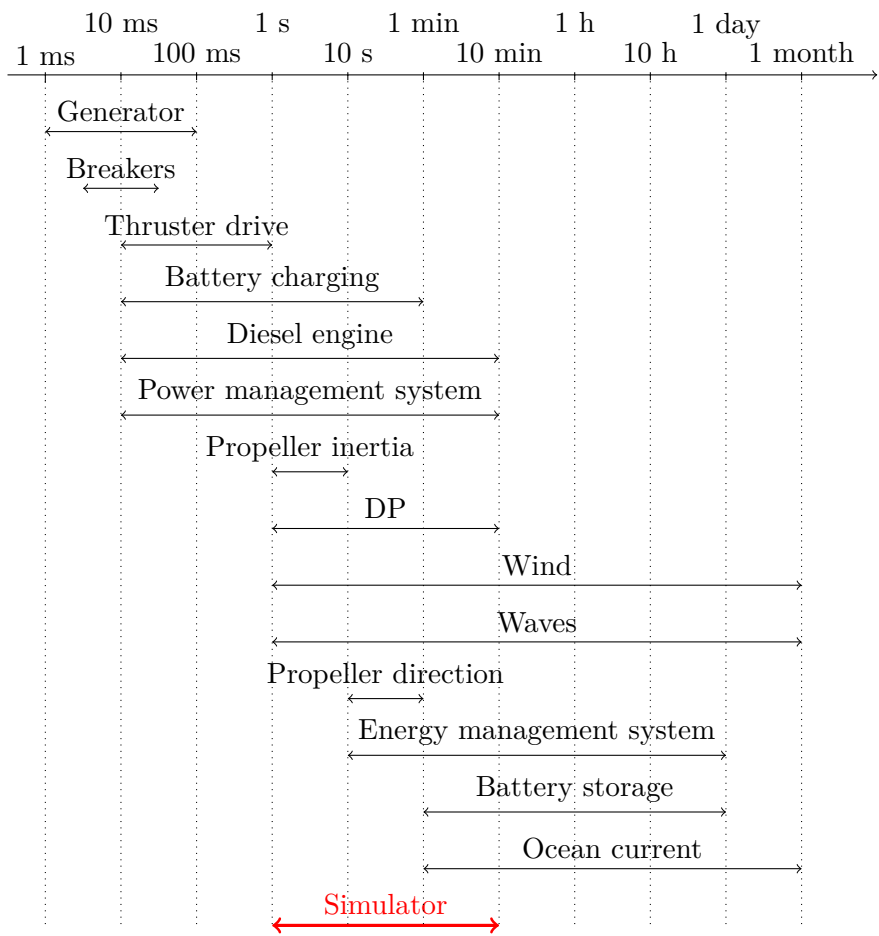 10 ms 1 s 1 min 1 h 1 day
1 ms 100 ms 10 s 10 min 10 h 1 month
Generator
Breakers
Thruster drive
Battery charging
Diesel engine
Power management system
Propeller inertia
DP
Wind
Waves
Propeller direction
Energy management system
Battery storage
Ocean current
Simulator